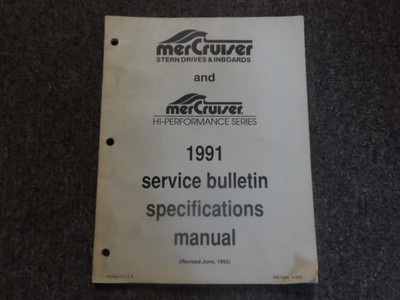 merCruiser
STERN DRIVES & INBOARDS
and
merCruiser
HI-PERFORMANCE SERIES
1991
service bulletin
specifications
manual
(Revised June, 1992)